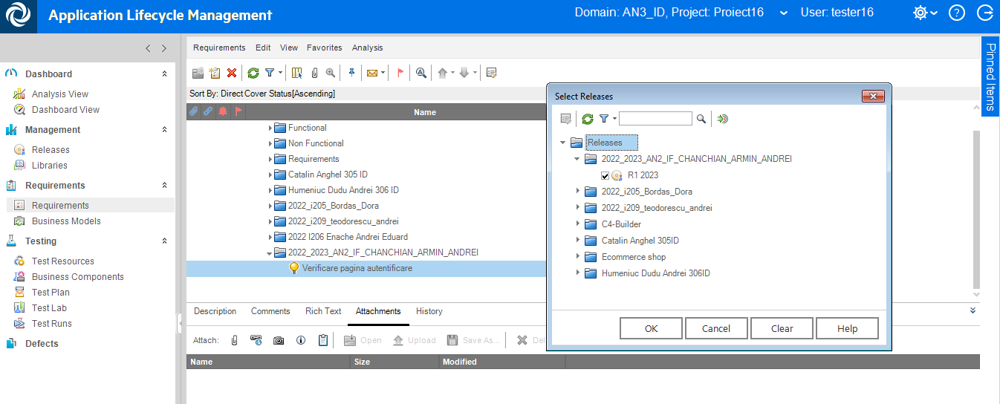 Application Lifecycle Management
Domain: AN3_ID, Project: Proiect16
User: tester16
Dashboard
Analysis View
Dashboard View
Management
Releases
Libraries
Requirements
Requirements
Business Models
Testing
Test Resources
Business Components
Test Plan
Test Lab
Test Runs
Defects
Requirements Edit View Favorites Analysis
Sort By: Direct Cover Status[Ascending]
Name
Functional
Non Functional
Requirements
Catalin Anghel 305 ID
Humeniuc Dudu Andrei 306 ID
2022_i205_Bordas_Dora
2022_i209_teodorescu_andrei
2022 I206 Enache Andrei Eduard
2022_2023_AN2_IF_CHANCHIAN_ARMIN_ANDREI
Verificare pagina autentificare
Description Comments Rich Text Attachments History
Attach: Open Upload Save As...
Name Size Modified
Select Releases
Releases
2022_2023_AN2_IF_CHANCHIAN_ARMIN_ANDREI
R1 2023
2022_i205_Bordas_Dora
2022_i209_teodorescu_andrei
C4-Builder
Catalin Anghel 305ID
Ecommerce shop
Humeniuc Dudu Andrei 306ID
OK Cancel Clear Help
Pinned Items